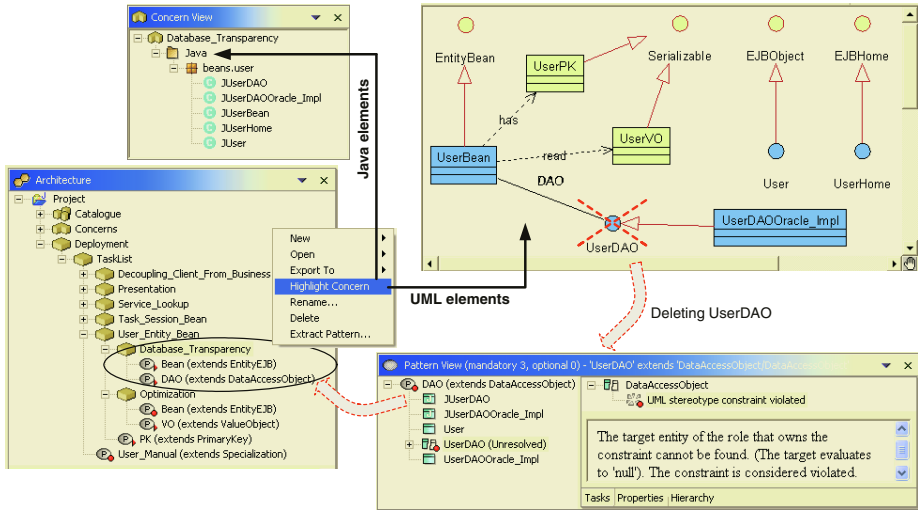 Concern View
Database_Transparency
Java
beans.user
JUserDAO
JUserDAOOracle_Impl
JUserBean
JUserHome
JUser
Java elements
EntityBean
Serializable
EJBObject
EJBHome
UserPK
has
UserVO
UserBean
read
DAO
User
UserHome
UserDAOOracle_Impl
UserDAO
Architecture
Project
Catalogue
Concerns
Deployment
TaskList
Decoupling_Client_From_Business
Presentation
Service_Lookup
Task_Session_Bean
User_Entity_Bean
Database_Transparency
Bean (extends EntityEJB)
DAO (extends DataAccessObject)
Optimization
Bean (extends EntityEJB)
VO (extends ValueObject)
PK (extends PrimaryKey)
User_Manual (extends Specialization)
New
Open
Export To
Highlight Concern
Rename...
Delete
Extract Pattern...
UML elements
Deleting UserDAO
Pattern View (mandatory 3, optional 0) - 'UserDAO' extends 'DataAccessObject/DataAcces
DAO (extends DataAccessObject)
JUserDAO
JUserDAOOracle_Impl
User
UserDAO (Unresolved)
UserDAOOracle_Impl
DataAccessObject
UML stereotype constraint violated
The target entity of the role that owns the
constraint cannot be found. (The target evaluates
to 'null'). The constraint is considered violated.
Tasks Properties Hierarchy